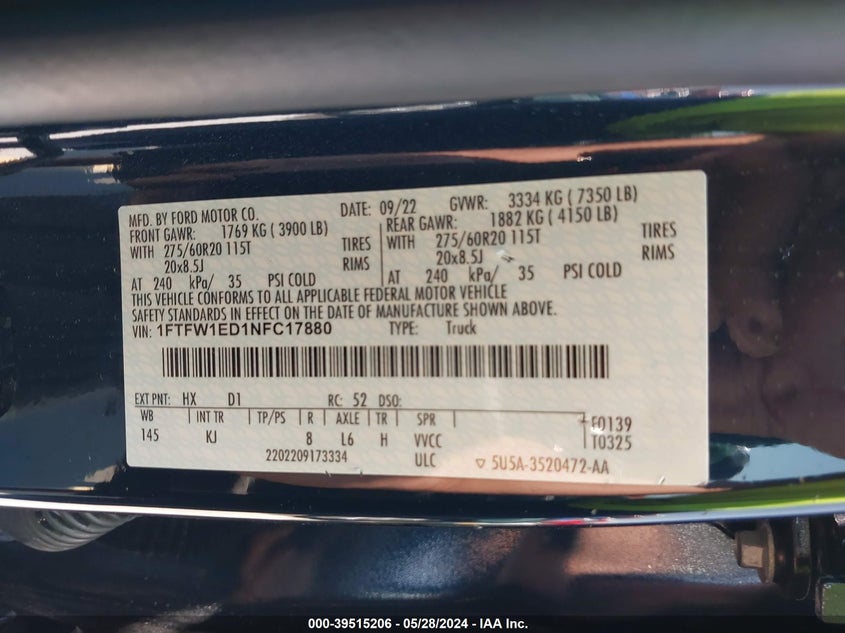 MFD. BY FORD MOTOR CO. DATE: 09/22 GVWR: 3334 KG ( 7350 LB)
FRONT GAWR: 1769 KG ( 3900 LB) REAR GAWR: 1882 KG ( 4150 LB)
WITH 275/60R20 115T TIRES WITH 275/60R20 115T TIRES
20x8.5J RIMS 20x8.5J RIMS
AT 240 kPa/ 35 PSI COLD AT 240 kPa/ 35 PSI COLD
THIS VEHICLE CONFORMS TO ALL APPLICABLE FEDERAL MOTOR VEHICLE
SAFETY STANDARDS IN EFFECT ON THE DATE OF MANUFACTURE SHOWN ABOVE.
VIN: 1FTFW1ED1NFC17880 TYPE: Truck
EXT PNT: HX D1 RC: 52 DSO:
WB INT TR TP/PS R AXLE TR SPR F0139
145 KJ 8 L6 H VVCC T0325
2202209173334 ULC 5U5A-3520472-AA
000-39515206 - 05/28/2024 - IAA Inc.